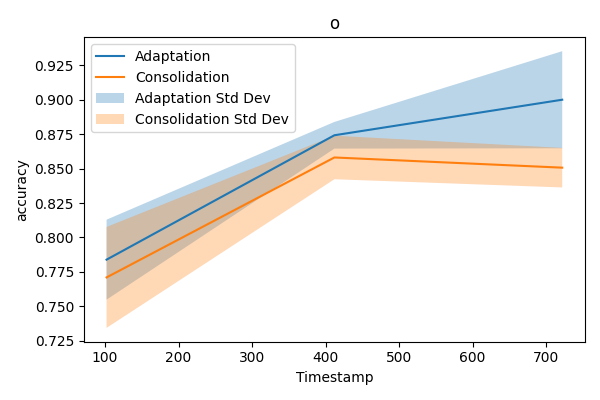 o
Adaptation
Consolidation
Adaptation Std Dev
Consolidation Std Dev
0.925
0.900
0.875
0.850
0.825
0.800
0.775
0.750
0.725
accuracy
100 200 300 400 500 600 700
Timestamp